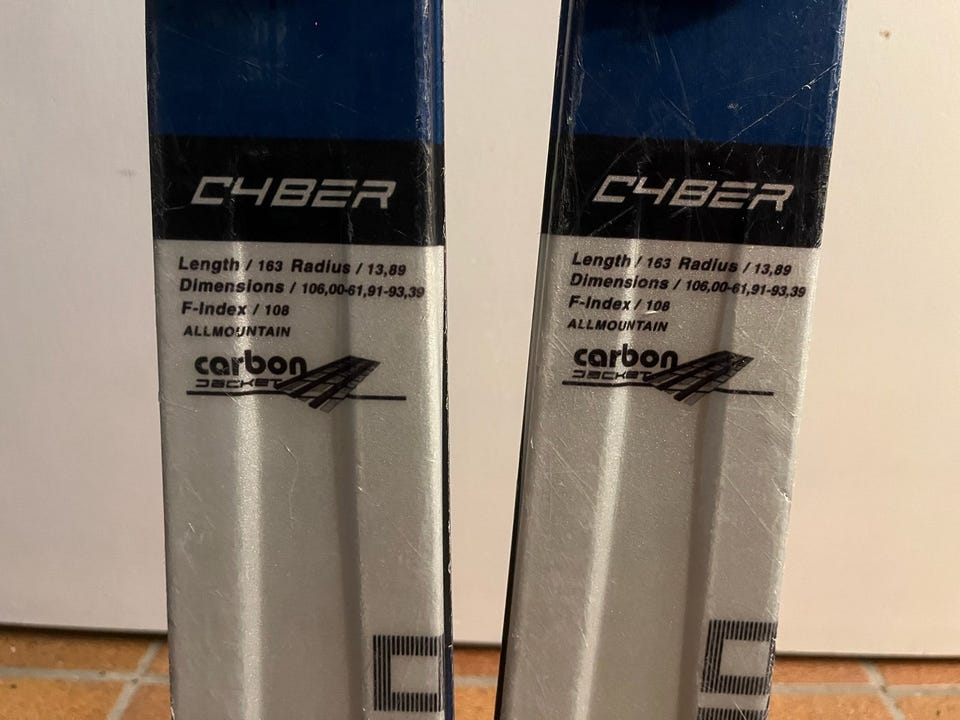 C4BER
Length / 163 Radius / 13,89
Dimensions / 106,00-61,91-93,39
F-Index / 108
ALLMOUNTAIN
carbon
JACKET
C4BER
Length / 163 Radius / 13,89
Dimensions / 106,00-61,91-93,39
F-Index / 108
ALLMOUNTAIN
carbon
JACKET